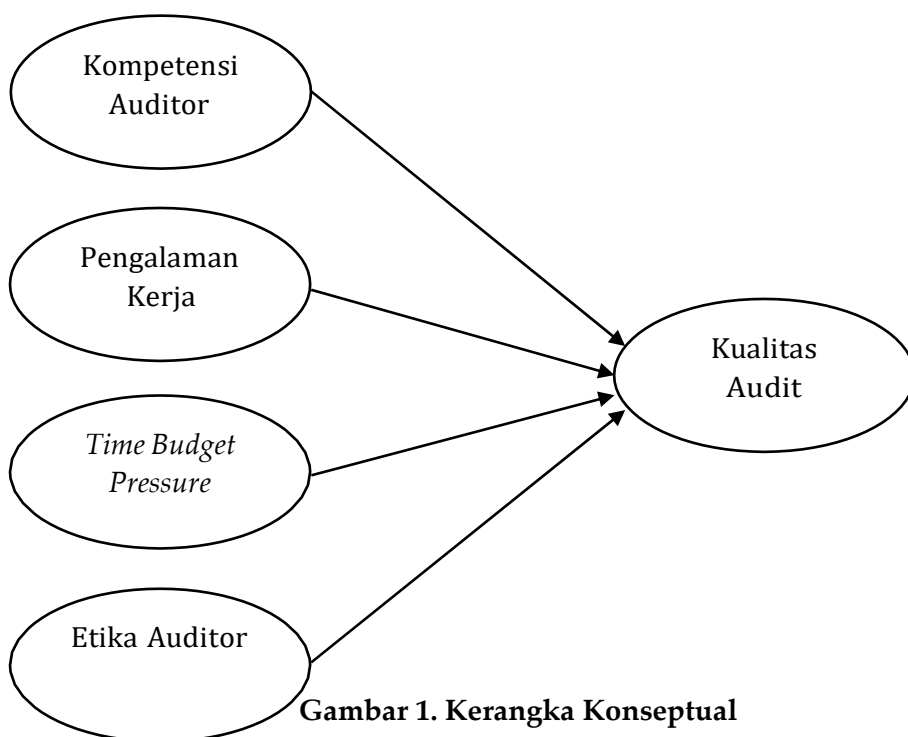 Kompetensi
Auditor
Pengalaman
Kerja
Kualitas
Audit
Time Budget
Pressure
Etika Auditor
Gambar 1. Kerangka Konseptual